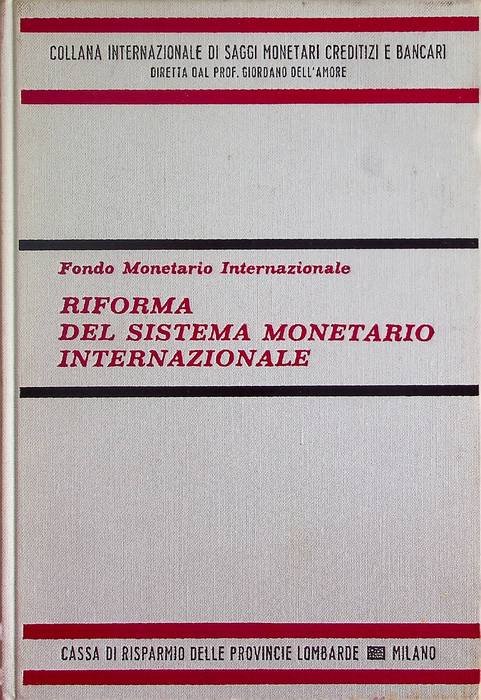 COLLANA INTERNAZIONALE DI SAGGI MONETARI CREDITIZI E BANCARI
DIRETTA DAL PROF. GIORDANO DELL'AMORE
Fondo Monetario Internazionale
RIFORMA
DEL SISTEMA MONETARIO
INTERNAZIONALE
CASSA DI RISPARMIO DELLE PROVINCIE LOMBARDE MILANO